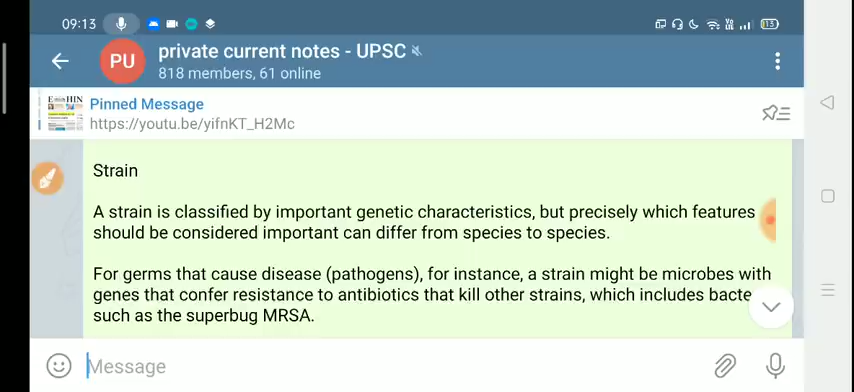 09:13
PU
private current notes - UPSC
818 members, 61 online
Pinned Message
https://youtu.be/yifnKT_H2Mc
Strain
A strain is classified by important genetic characteristics, but precisely which features
should be considered important can differ from species to species.
For germs that cause disease (pathogens), for instance, a strain might be microbes with
genes that confer resistance to antibiotics that kill other strains, which includes bacte
such as the superbug MRSA.
Message